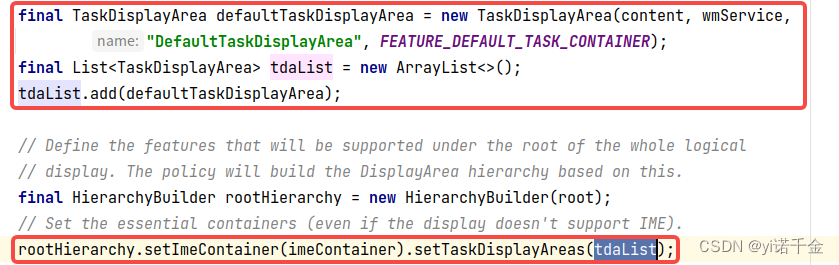 final TaskDisplayArea defaultTaskDisplayArea = new TaskDisplayArea(content, wmService,
name: "DefaultTaskDisplayArea", FEATURE_DEFAULT_TASK_CONTAINER);
final List<TaskDisplayArea> tdaList = new ArrayList<>();
tdaList.add(defaultTaskDisplayArea);
// Define the features that will be supported under the root of the whole logical
// display. The policy will build the DisplayArea hierarchy based on this.
final HierarchyBuilder rootHierarchy = new HierarchyBuilder(root);
// Set the essential containers (even if the display doesn't support IME).
rootHierarchy.setImeContainer(imeContainer).setTaskDisplayAreas(tdaList);
CSDN @yi诺千金